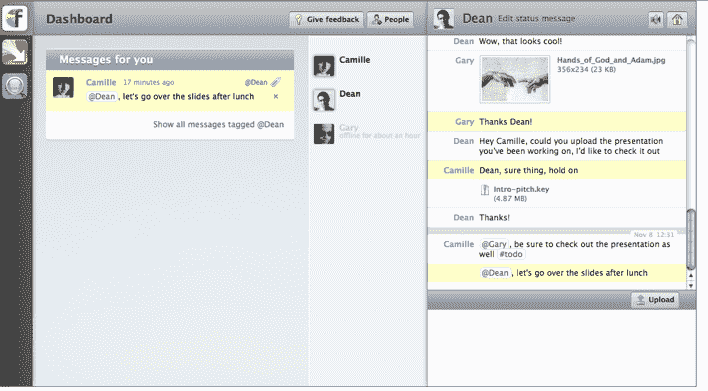 Dashboard
Give feedback
People
Messages for you
Camille 17 minutes ago @Dean
@Dean , let's go over the slides after lunch ×
Show all messages tagged @Dean
Camille
Dean
Gary
offline for about an hour
Dean Edit status message
Dean Wow, that looks cool!
Gary Hands_of_God_and_Adam.jpg
356x234 (23 KB)
Gary Thanks Dean!
Dean Hey Camille, could you upload the presentation
you've been working on, I'd like to check it out
Camille Dean, sure thing, hold on
Intro-pitch.key
(4.87 MB)
Dean Thanks!
Nov 8 12:31
Camille @Gary , be sure to check out the presentation as
well #todo
@Dean , let's go over the slides after lunch
Upload